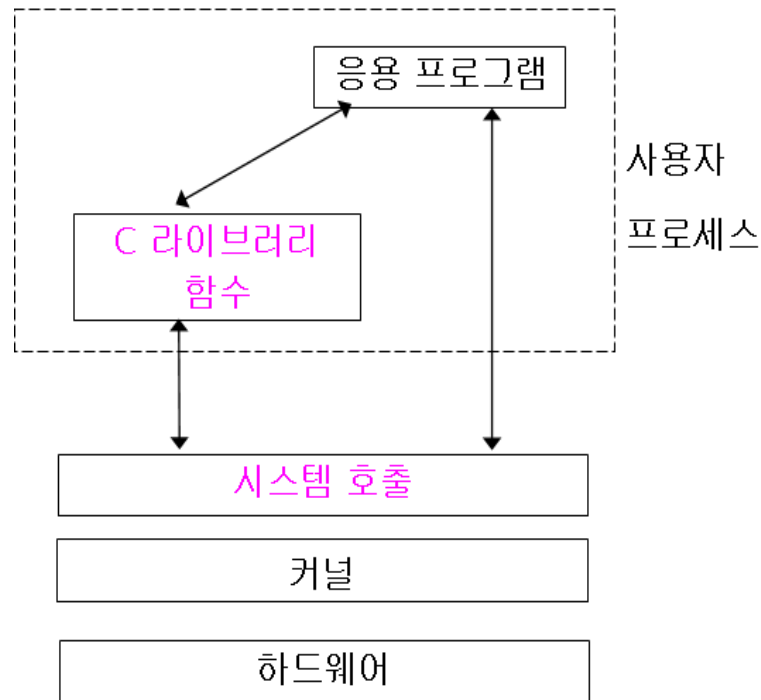 응용 프로그램
사용자
프로세스
C 라이브러리
함수
시스템 호출
커널
하드웨어